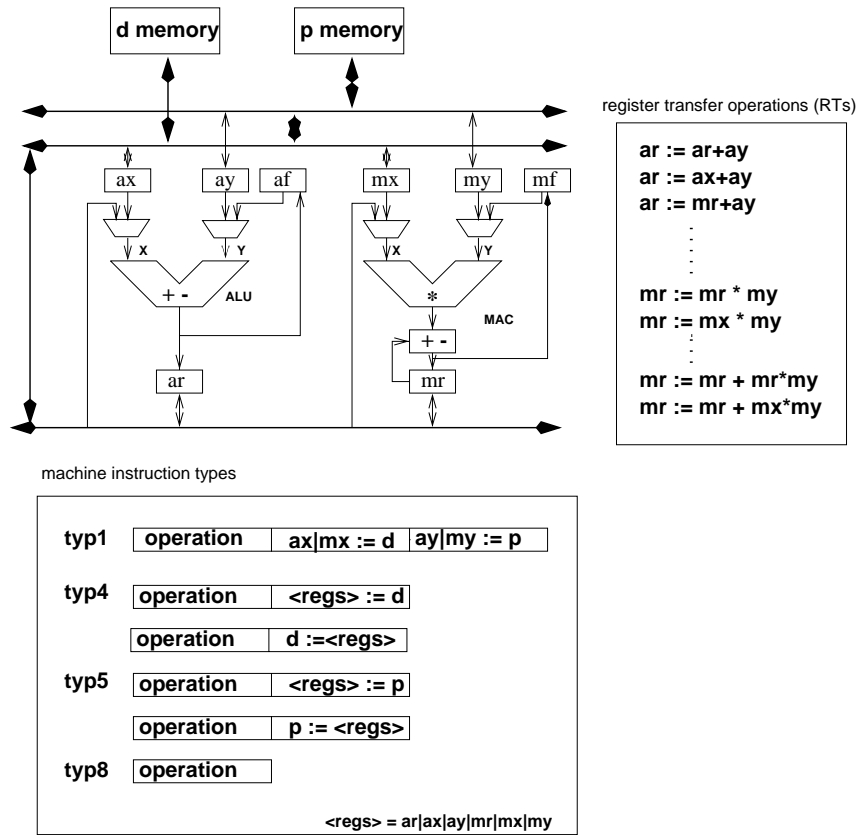 d memory
p memory
register transfer operations (RTs)
ax
ay
af
mx
my
mf
X
Y
X
Y
+ -
ALU
*
MAC
+ -
ar
mr
ar := ar+ay
ar := ax+ay
ar := mr+ay
mr := mr * my
mr := mx * my
mr := mr + mr*my
mr := mr + mx*my
machine instruction types
typ1 operation ax|mx := d ay|my := p
typ4 operation <regs> := d
operation d :=<regs>
typ5 operation <regs> := p
operation p := <regs>
typ8 operation
<regs> = ar|ax|ay|mr|mx|my